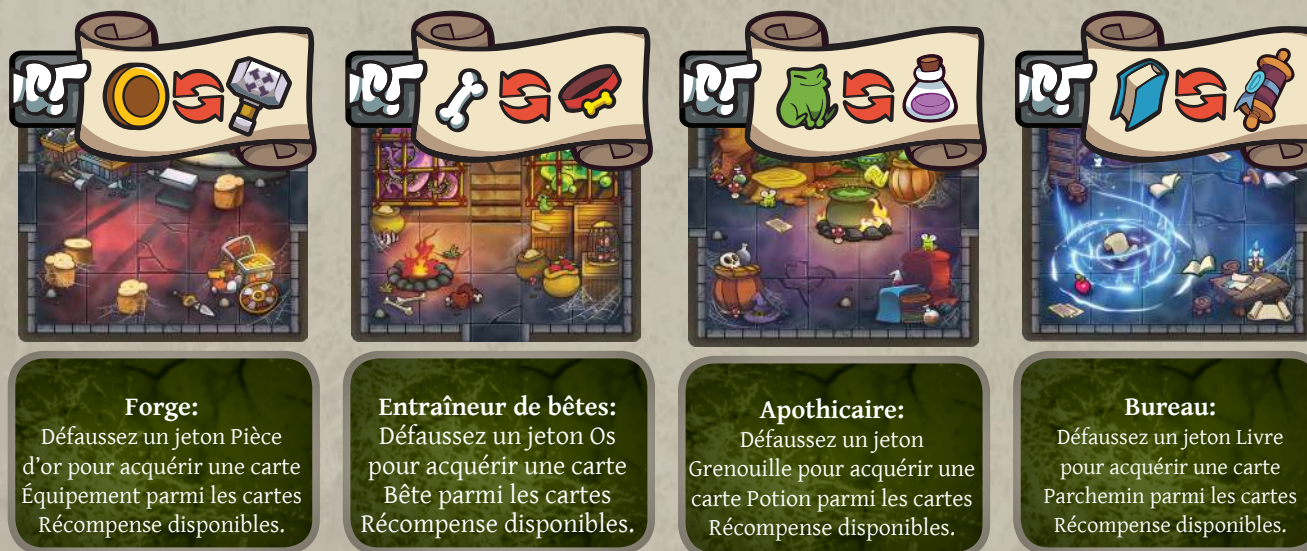 Forge:
Défaussez un jeton Pièce
d’or pour acquérir une carte
Équipement parmi les cartes
Récompense disponibles.
Entraîneur de bêtes:
Défaussez un jeton Os
pour acquérir une carte
Bête parmi les cartes
Récompense disponibles.
Apothicaire:
Défaussez un jeton
Grenouille pour acquérir une
carte Potion parmi les cartes
Récompense disponibles.
Bureau:
Défaussez un jeton Livre
pour acquérir une carte
Parchemin parmi les cartes
Récompense disponibles.